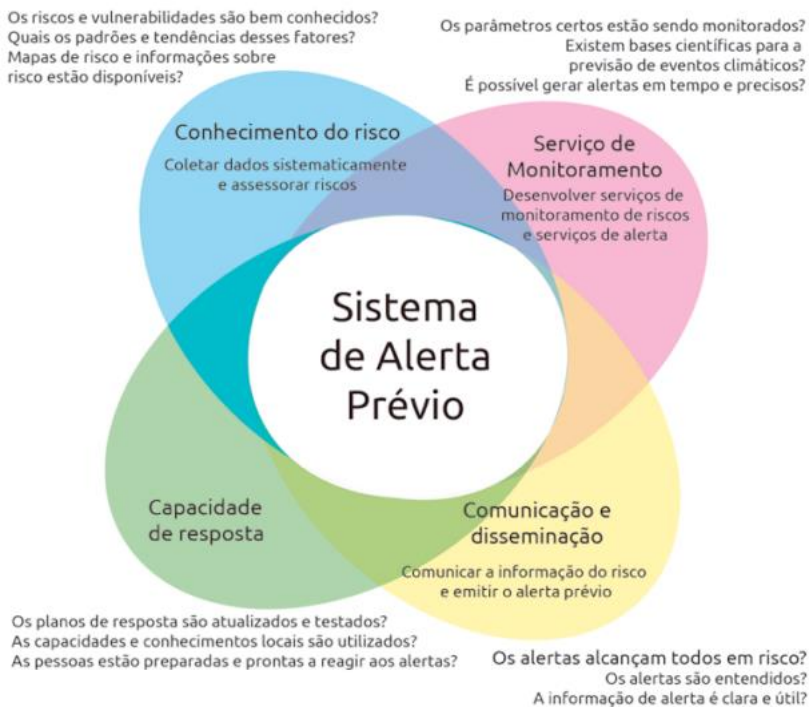 Os riscos e vulnerabilidades são bem conhecidos?
Quais os padrões e tendências desses fatores?
Mapas de risco e informações sobre
risco estão disponíveis?
Os parâmetros certos estão sendo monitorados?
Existem bases científicas para a
previsão de eventos climáticos?
É possível gerar alertas em tempo e precisos?
Conhecimento do risco
Coletar dados sistematicamente
e assessorar riscos
Serviço de
Monitoramento
Desenvolver serviços de
monitoramento de riscos
e serviços de alerta
Sistema
de Alerta
Prévio
Capacidade
de resposta
Comunicação e
disseminação
Comunicar a informação do risco
e emitir o alerta prévio
Os planos de resposta são atualizados e testados?
As capacidades e conhecimentos locais são utilizados?
As pessoas estão preparadas e prontas a reagir aos alertas?
Os alertas alcançam todos em risco?
Os alertas são entendidos?
A informação de alerta é clara e útil?